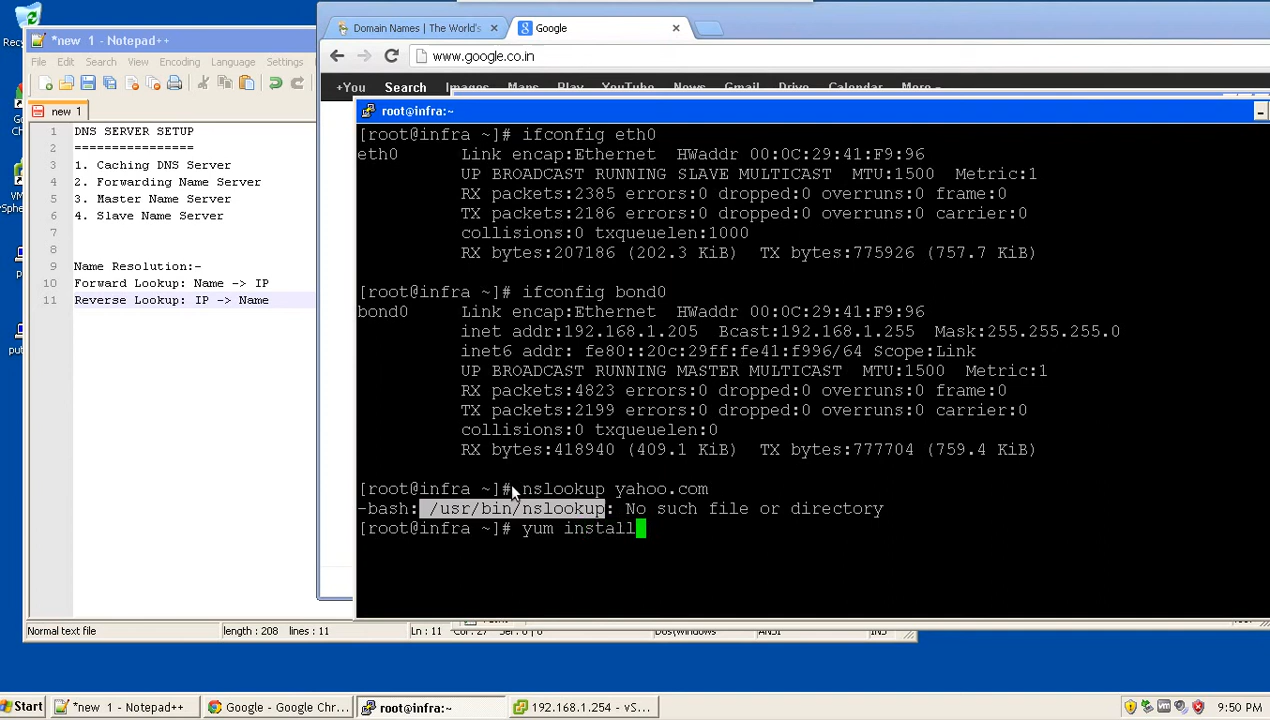 *new 1 - Notepad++
File Edit Search View Encoding Language Settings
new 1
1 DNS SERVER SETUP
2 ================
3 1. Caching DNS Server
4 2. Forwarding Name Server
5 3. Master Name Server
6 4. Slave Name Server
7
8
9 Name Resolution:-
10 Forward Lookup: Name -> IP
11 Reverse Lookup: IP -> Name
Normal text file length : 208 lines : 11 Ln : 11
Domain Names | The World's
Google
www.google.co.in
+You Search Images Maps Play YouTube News Gmail Drive Calendar More
root@infra:~
[root@infra ~]# ifconfig eth0
eth0 Link encap:Ethernet HWaddr 00:0C:29:41:F9:96
UP BROADCAST RUNNING SLAVE MULTICAST MTU:1500 Metric:1
RX packets:2385 errors:0 dropped:0 overruns:0 frame:0
TX packets:2186 errors:0 dropped:0 overruns:0 carrier:0
collisions:0 txqueuelen:1000
RX bytes:207186 (202.3 KiB) TX bytes:775926 (757.7 KiB)
[root@infra ~]# ifconfig bond0
bond0 Link encap:Ethernet HWaddr 00:0C:29:41:F9:96
inet addr:192.168.1.205 Bcast:192.168.1.255 Mask:255.255.255.0
inet6 addr: fe80::20c:29ff:fe41:f996/64 Scope:Link
UP BROADCAST RUNNING MASTER MULTICAST MTU:1500 Metric:1
RX packets:4823 errors:0 dropped:0 overruns:0 frame:0
TX packets:2199 errors:0 dropped:0 overruns:0 carrier:0
collisions:0 txqueuelen:0
RX bytes:418940 (409.1 KiB) TX bytes:777704 (759.4 KiB)
[root@infra ~]# nslookup yahoo.com
-bash: /usr/bin/nslookup: No such file or directory
[root@infra ~]# yum install
Start *new 1 - Notepad++ Google - Google Chr... root@infra:~ 192.168.1.254 - vS... 9:50 PM